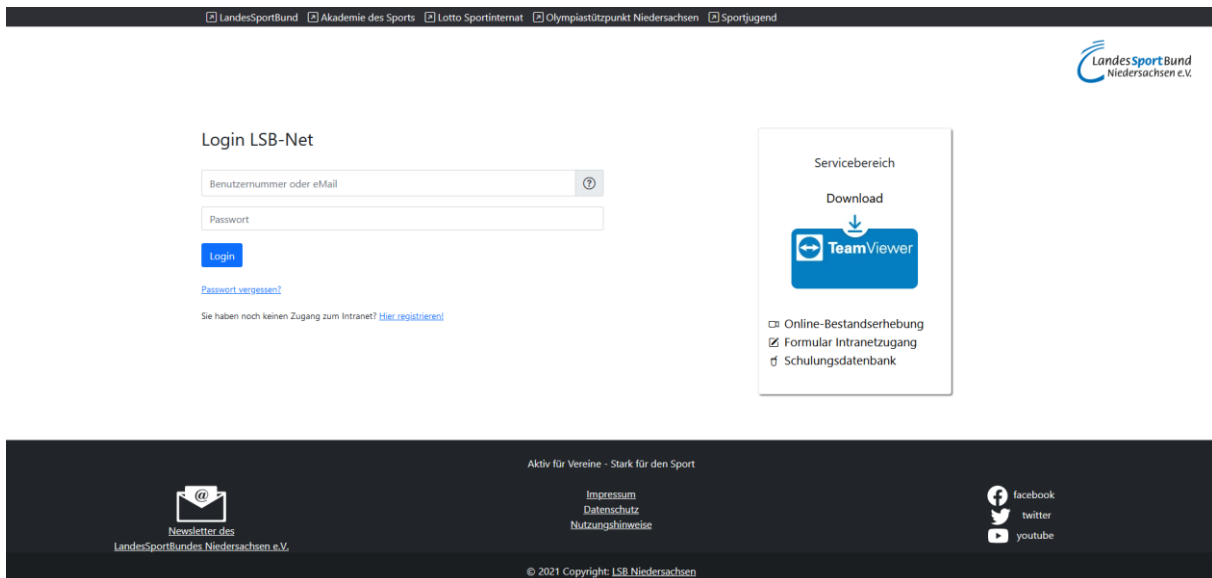 LandesSportBund Akademie des Sports Lotto Sportinternat Olympiastützpunkt Niedersachsen Sportjugend
LandesSportBund
Niedersachsen e.V.
Login LSB-Net
Benutzernummer oder eMail
Passwort
Login
Passwort vergessen?
Sie haben noch keinen Zugang zum Intranet? Hier registrieren!
Servicebereich
Download
TeamViewer
Online-Bestandserhebung
Formular Intranetzugang
Schulungsdatenbank
Aktiv für Vereine - Stark für den Sport
@
Newsletter des
LandesSportBundes Niedersachsen e.V.
Impressum
Datenschutz
Nutzungshinweise
facebook
twitter
youtube
© 2021 Copyright: LSB Niedersachsen